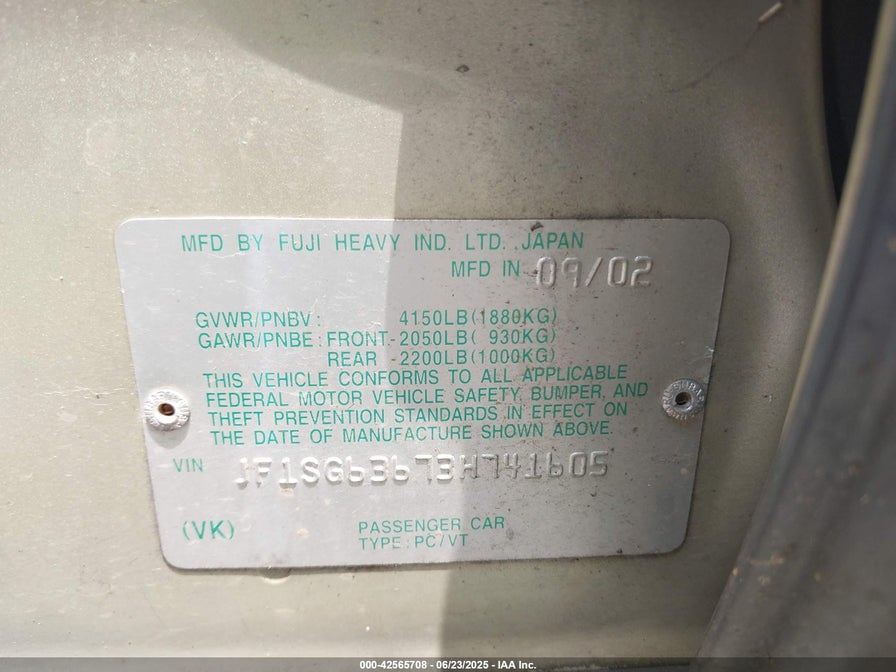 MFD BY FUJI HEAVY IND. LTD. JAPAN
MFD IN 09/02
GVWR/PNBV: 4150LB(1880KG)
GAWR/PNBE: FRONT-2050LB( 930KG)
REAR -2200LB(1000KG)
THIS VEHICLE CONFORMS TO ALL APPLICABLE
FEDERAL MOTOR VEHICLE SAFETY, BUMPER, AND
THEFT PREVENTION STANDARDS IN EFFECT ON
THE DATE OF MANUFACTURE SHOWN ABOVE.
VIN JF1SG63673H741605
(VK) PASSENGER CAR
TYPE: PC/VT
000-42565708 - 06/23/2025 - IAA Inc.